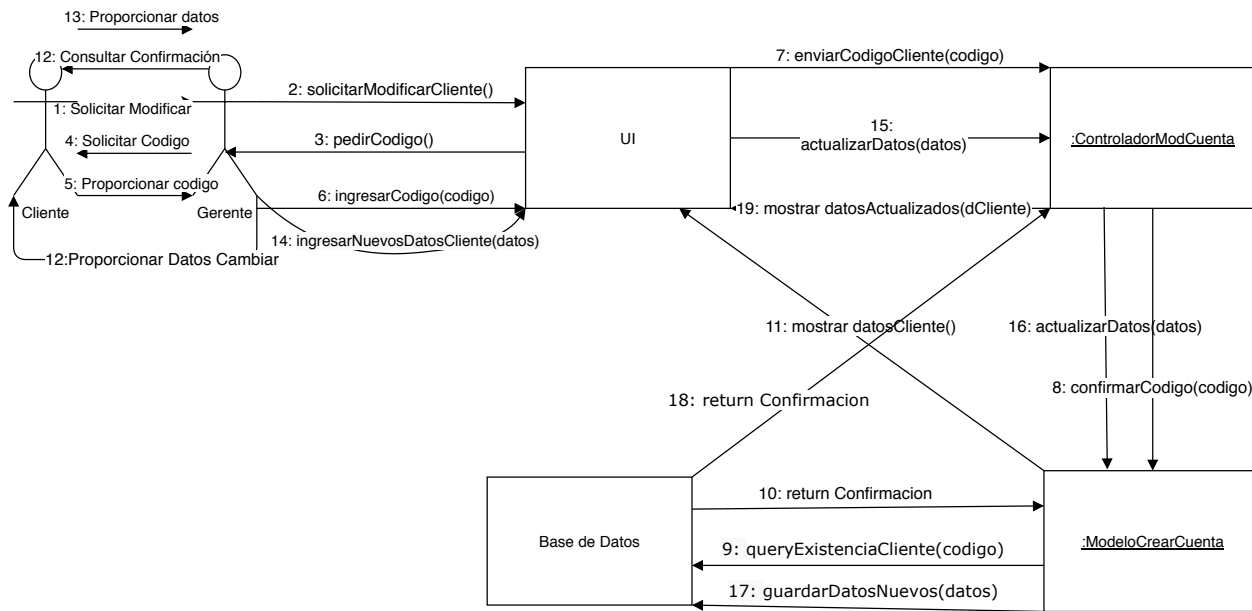 13: Proporcionar datos
12: Consultar Confirmación
7: enviarCodigoCliente(codigo)
2: solicitarModificarCliente()
1: Solicitar Modificar
15:
actualizarDatos(datos)
4: Solicitar Codigo
3: pedirCodigo()
UI
:ControladorModCuenta
5: Proporcionar codigo
6: ingresarCodigo(codigo)
Cliente
Gerente
19: mostrar datosActualizados(dCliente)
14: ingresarNuevosDatosCliente(datos)
12:Proporcionar Datos Cambiar
11: mostrar datosCliente()
16: actualizarDatos(datos)
8: confirmarCodigo(codigo)
18: return Confirmacion
10: return Confirmacion
Base de Datos
:ModeloCrearCuenta
9: queryExistenciaCliente(codigo)
17: guardarDatosNuevos(datos)